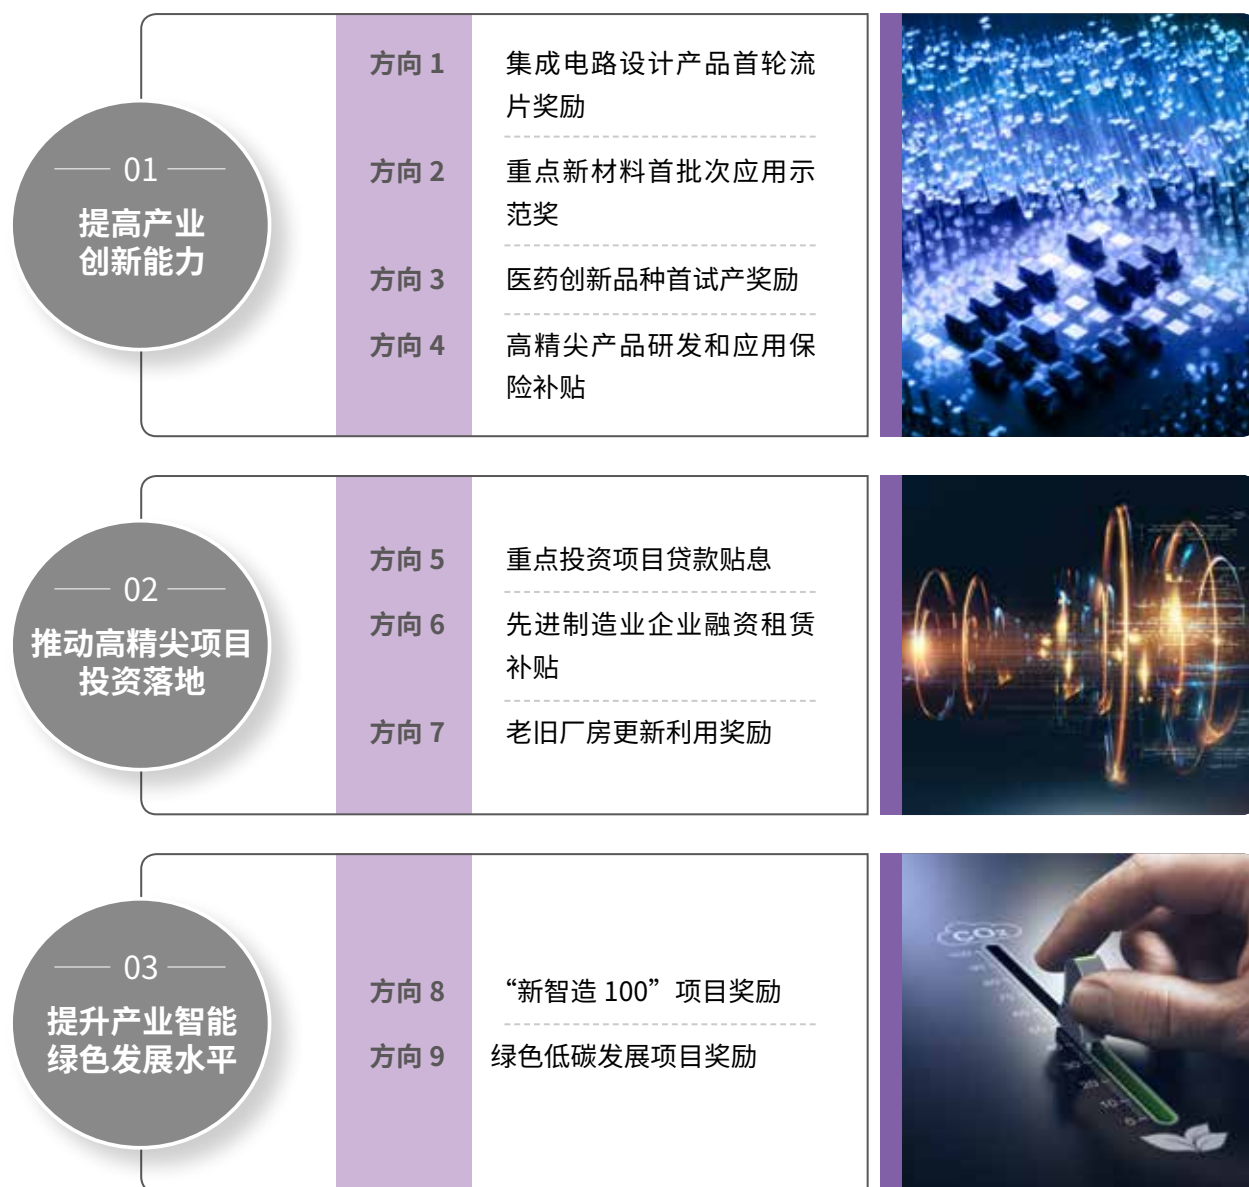 01
提高产业
创新能力
方向 1
集成电路设计产品首轮流
片奖励
方向 2
重点新材料首批次应用示
范奖
方向 3
医药创新品种首试产奖励
方向 4
高精尖产品研发和应用保
险补贴
02
推动高精尖项目
投资落地
方向 5
重点投资项目贷款贴息
方向 6
先进制造业企业融资租赁
补贴
方向 7
老旧厂房更新利用奖励
03
提升产业智能
绿色发展水平
方向 8
“新智造 100”项目奖励
方向 9
绿色低碳发展项目奖励
CO2
30
20
10
0